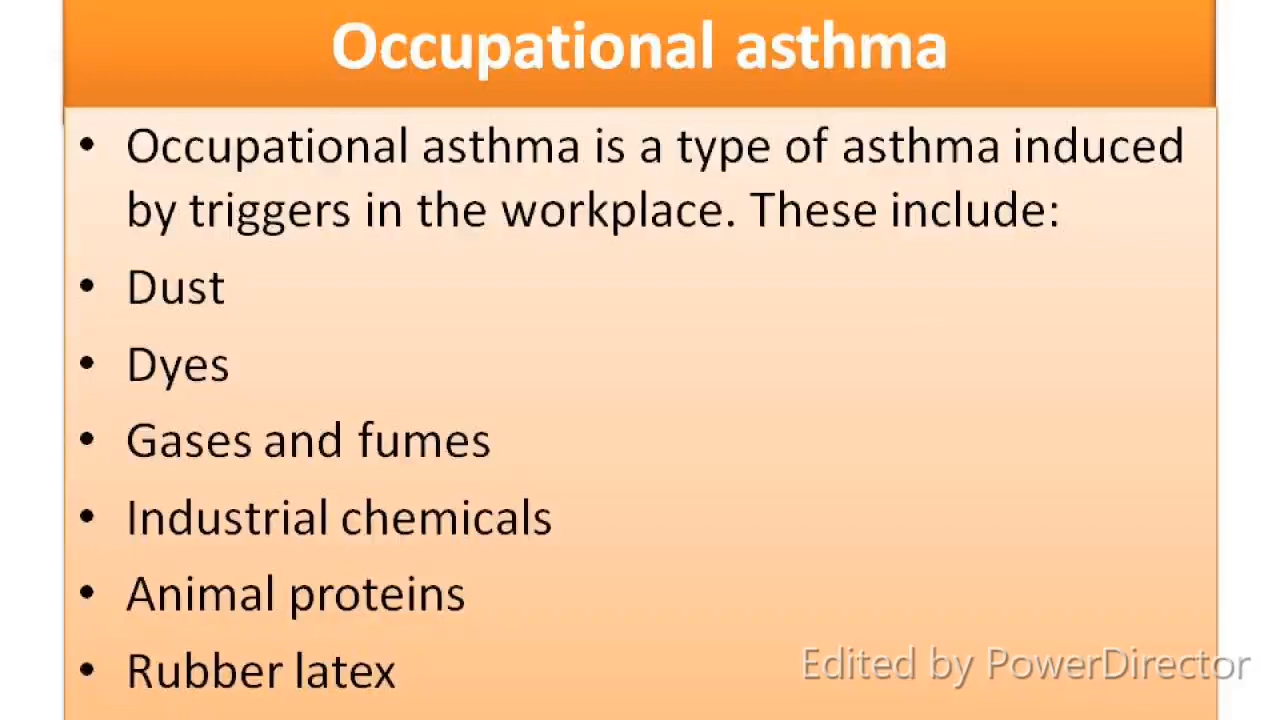 Occupational asthma
• Occupational asthma is a type of asthma induced
by triggers in the workplace. These include:
• Dust
• Dyes
• Gases and fumes
• Industrial chemicals
• Animal proteins
• Rubber latex
Edited by PowerDirector